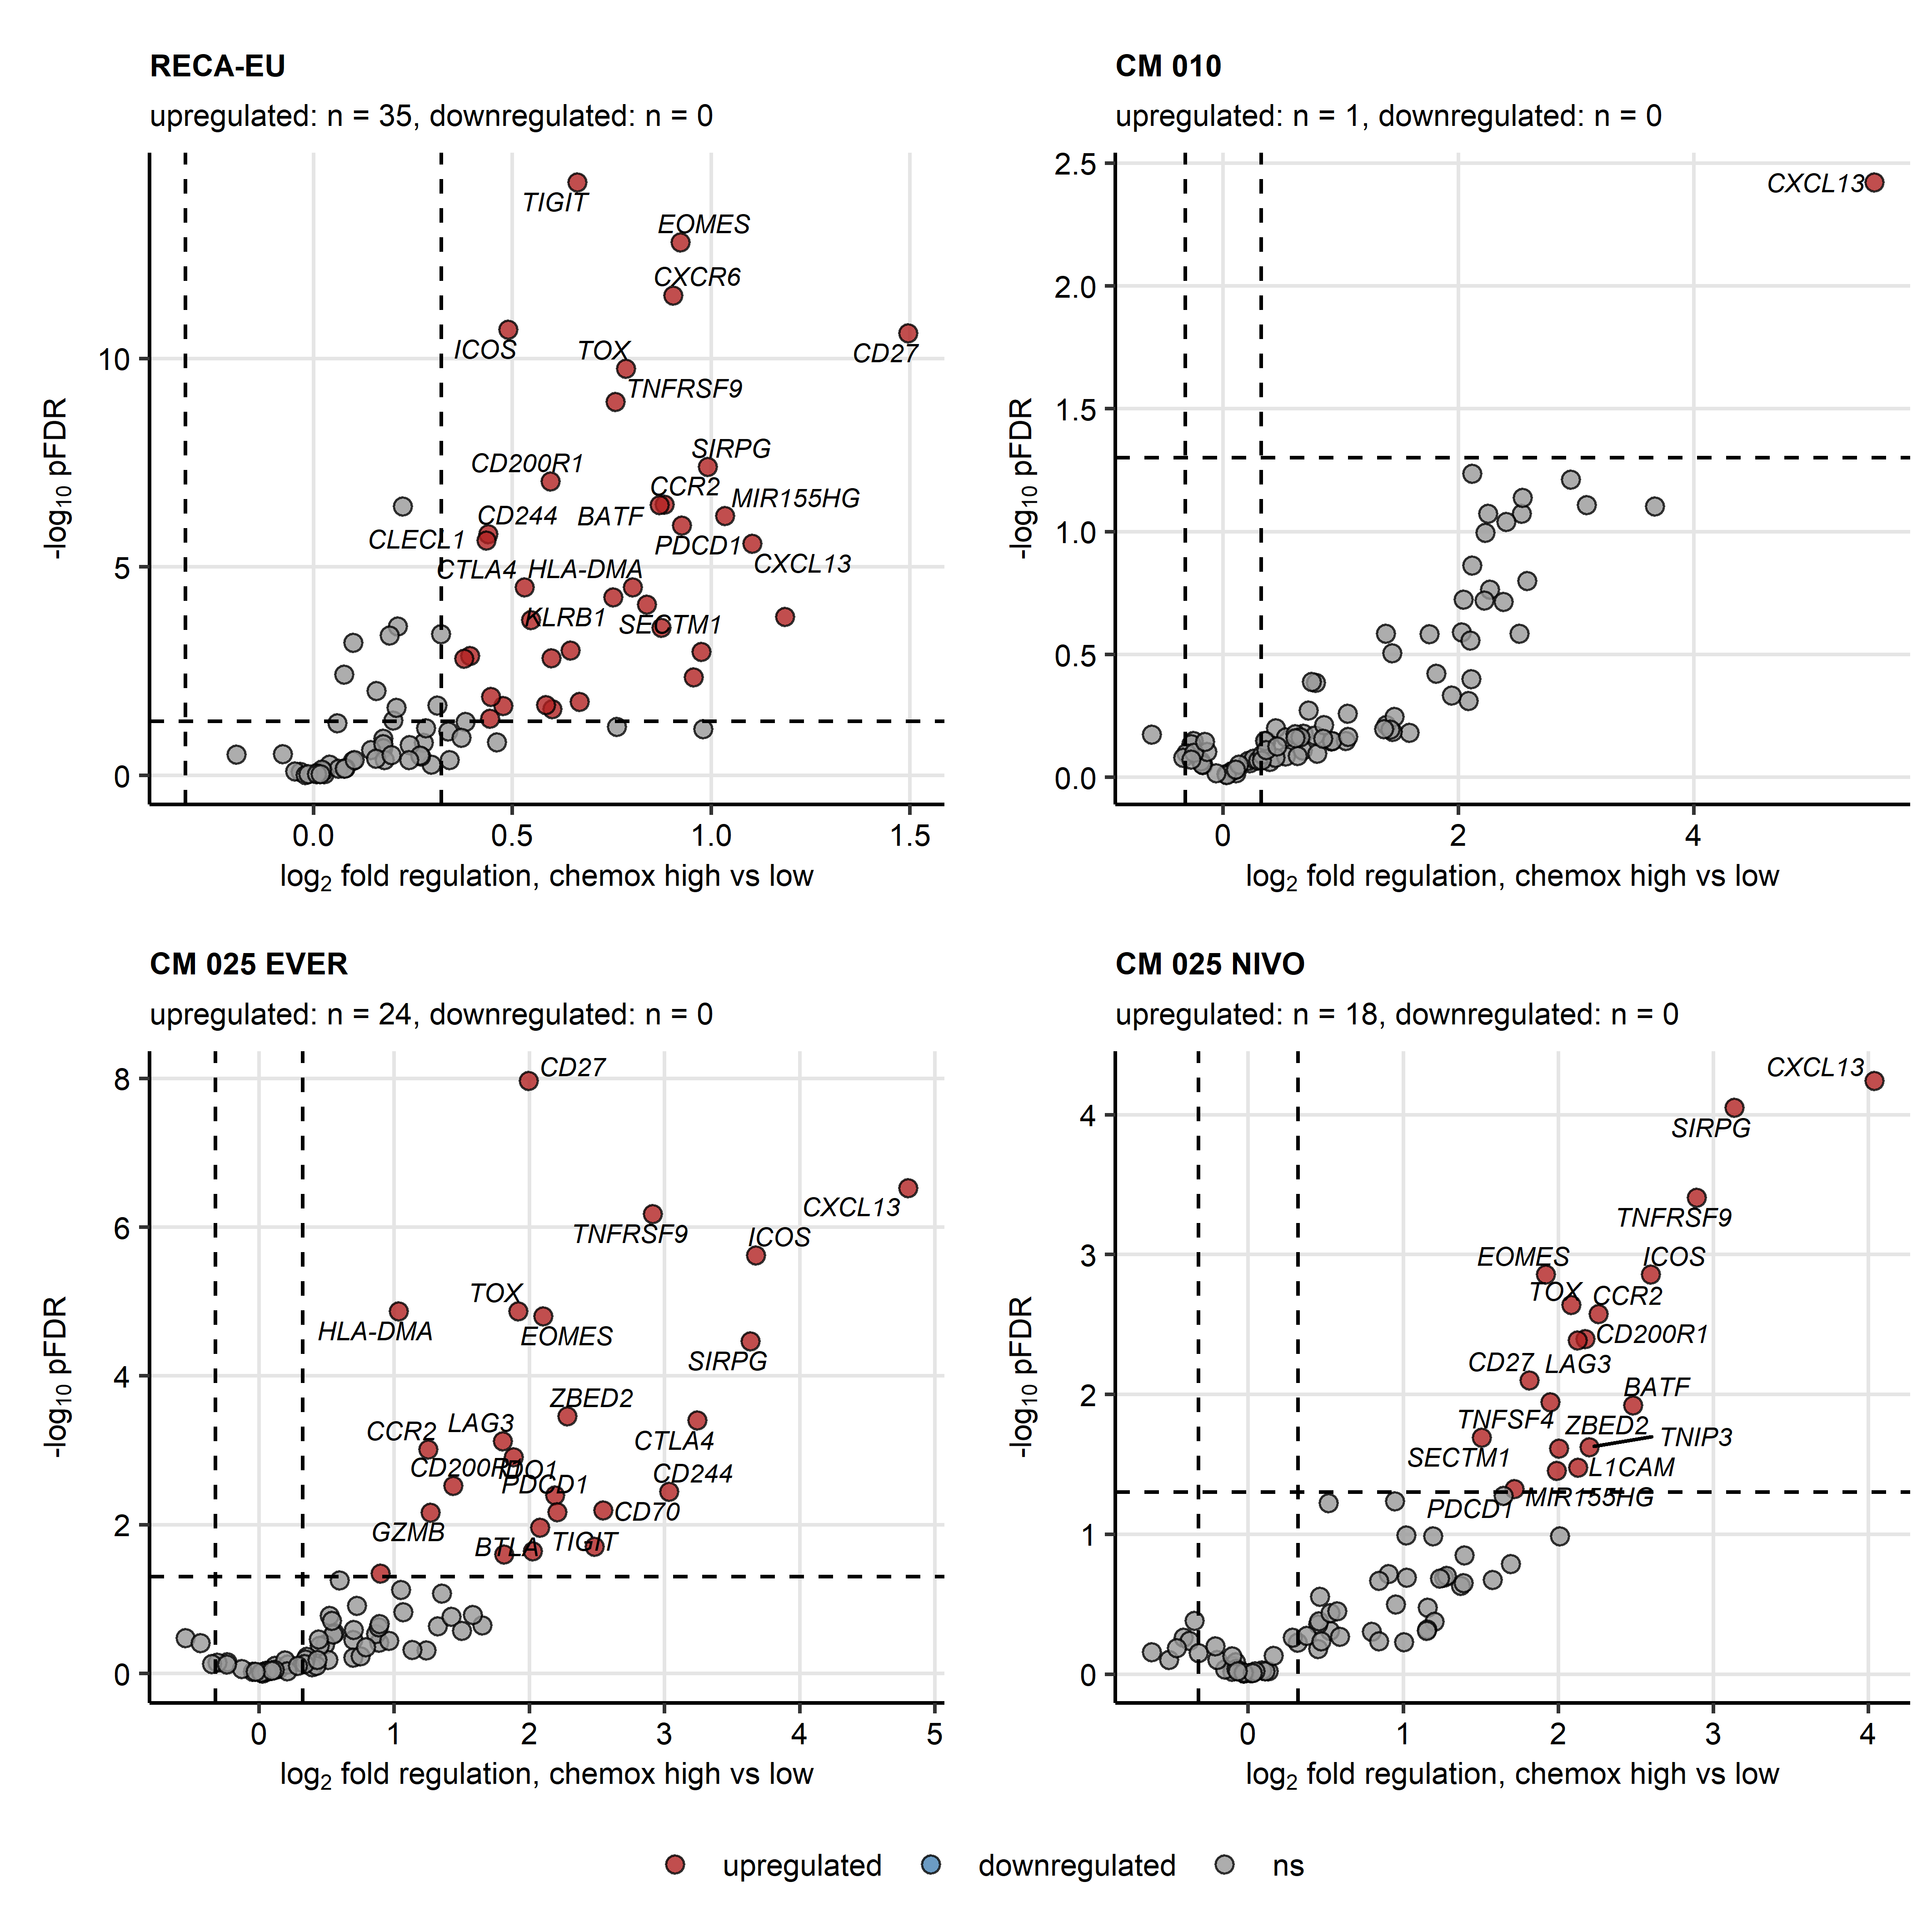 RECA-EU
upregulated: n = 35, downregulated: n = 0
TIGIT
EOMES
CXCR6
ICOS
TOX
CD27
TNFRSF9
SIRPG
CD200R1
CCR2
MIR155HG
CD244
BATF
CLECL1
PDCD1
CXCL13
CTLA4 HLA-DMA
KLRB1
SECTM1
10
5
0
-log10 pFDR
0.0 0.5 1.0 1.5
log2 fold regulation, chemox high vs low
CM 010
upregulated: n = 1, downregulated: n = 0
CXCL13
2.5
2.0
1.5
1.0
0.5
0.0
-log10 pFDR
0 2 4
log2 fold regulation, chemox high vs low
CM 025 EVER
upregulated: n = 24, downregulated: n = 0
CD27
CXCL13
TNFRSF9
ICOS
TOX
HLA-DMA
EOMES
SIRPG
ZBED2
LAG3
CCR2
CTLA4
CD200R1
IDO1
CD244
PDCD1
CD70
GZMB
BTLA
TIGIT
8
6
4
2
0
-log10 pFDR
0 1 2 3 4 5
log2 fold regulation, chemox high vs low
CM 025 NIVO
upregulated: n = 18, downregulated: n = 0
CXCL13
SIRPG
TNFRSF9
EOMES
ICOS
TOX
CCR2
CD200R1
CD27
LAG3
BATF
TNFSF4
ZBED2
TNIP3
SECTM1
L1CAM
MIR155HG
PDCD1
4
3
2
1
0
-log10 pFDR
0 1 2 3 4
log2 fold regulation, chemox high vs low
upregulated downregulated ns